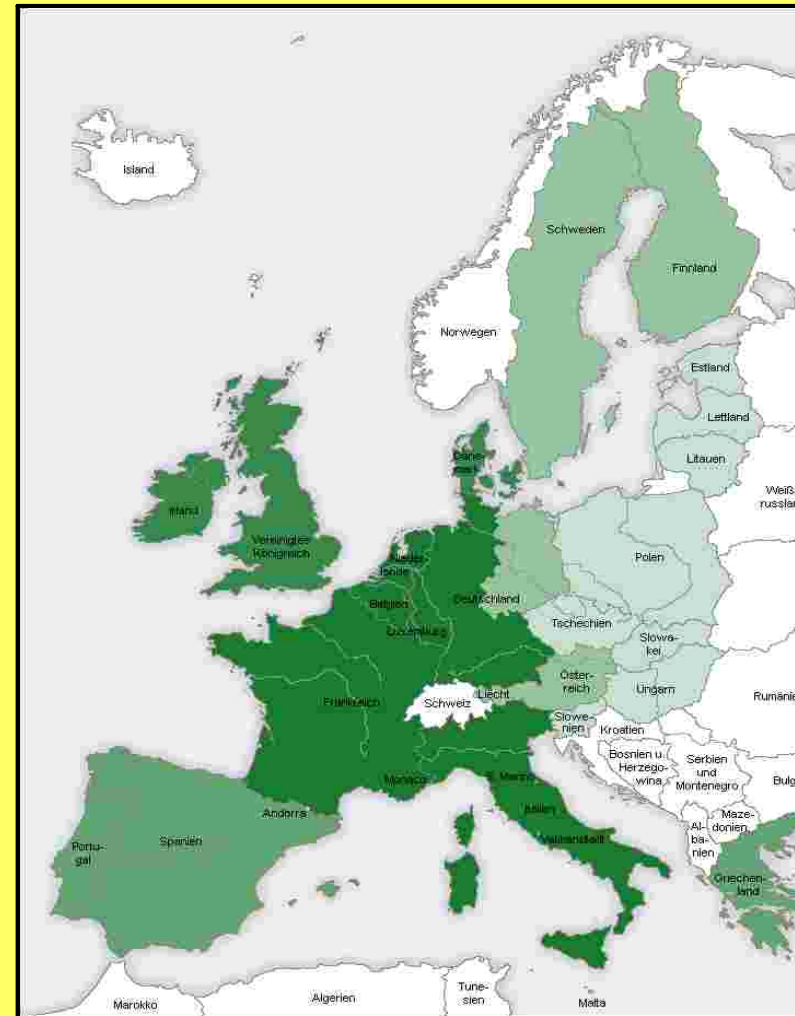 Island
Schweden
Finnland
Norwegen
Estland
Lettland
Litauen
Däne-
mark
Weiß
russlan
Irland
Vereinigtes
Königreich
Nieder-
lande
Polen
Belgien
Deutschland
Luxemburg
Tschechien
Slowa-
kei
Öster-
reich
Liecht
Ungarn
Schweiz
Frankreich
Rumänie
Slowe-
nien
Kroatien
Bosnien u
Herzego-
wina
Serbien
und
Montenegro
Monaco
S. Marino
Bulg
Andorra
Italien
Maze-
donien
Al-
ba-
nien
Portu-
gal
Spanien
Vatikanstadt
Griechen-
land
Marokko
Algerien
Tune-
sien
Malta